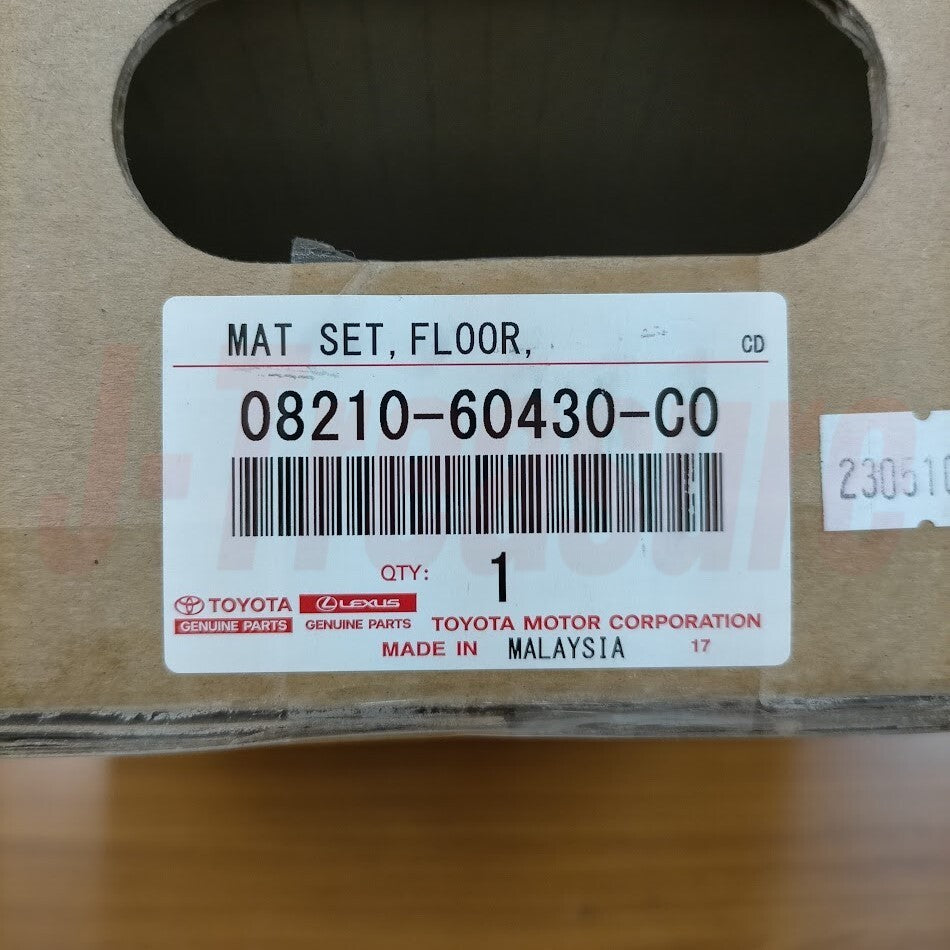 MAT SET, FLOOR,
CD
08210-60430-C0
230510
QTY: 1
TOYOTA
GENUINE PARTS
LEXUS
GENUINE PARTS
TOYOTA MOTOR CORPORATION
MADE IN MALAYSIA 17
J-Treasure